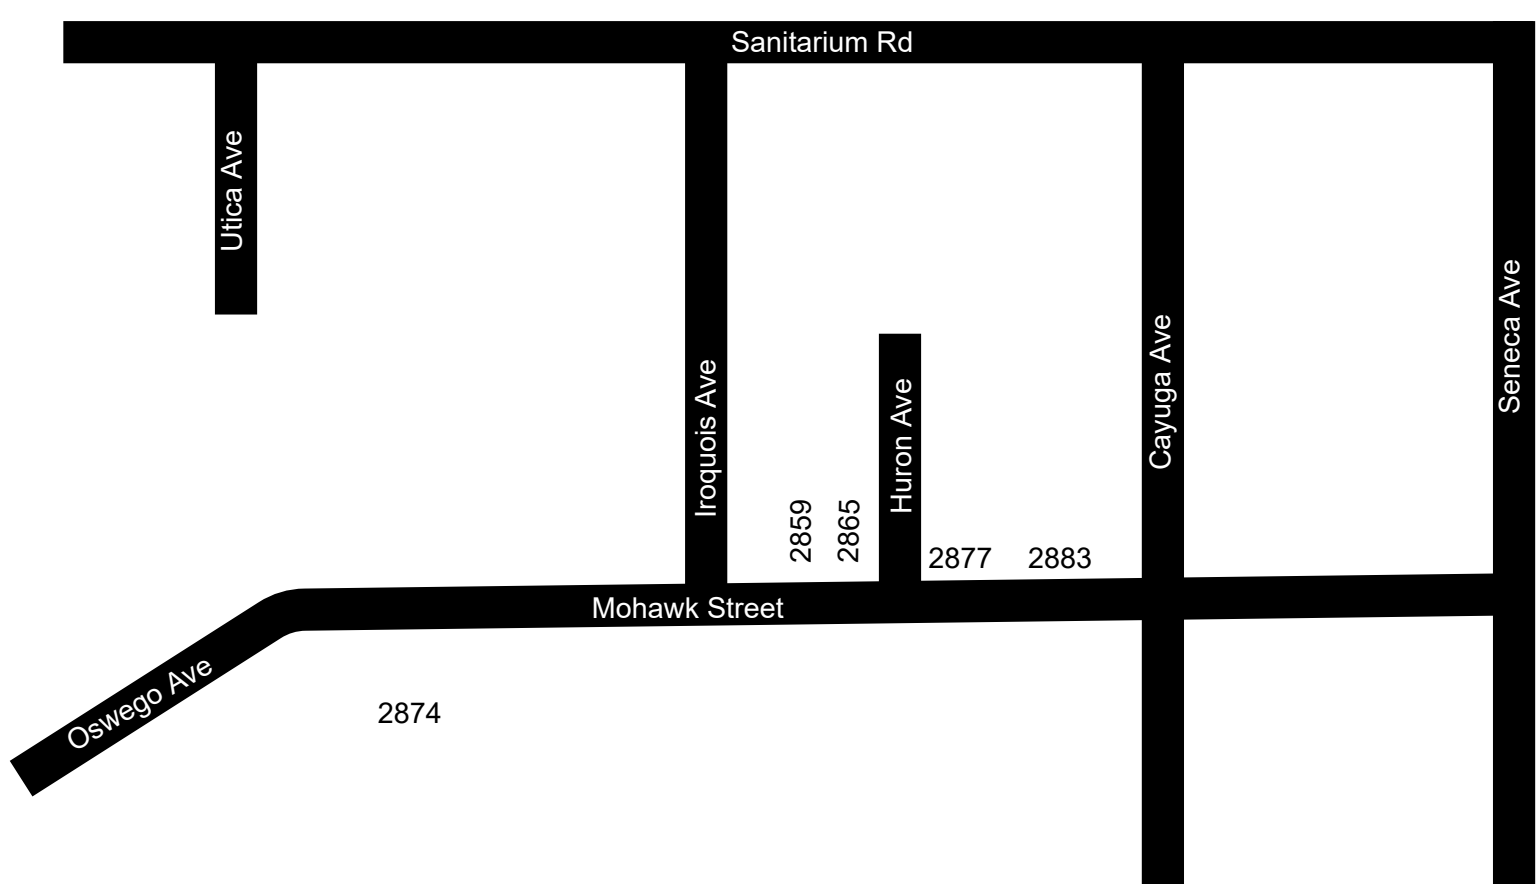 Sanitarium Rd
Utica Ave
Iroquois Ave
Huron Ave
Cayuga Ave
Seneca Ave
2859
2865
2877
2883
Mohawk Street
Oswego Ave
2874